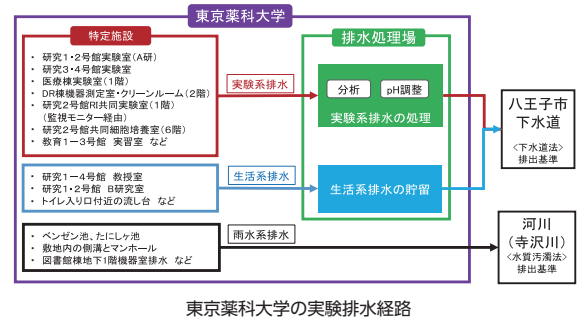 東京薬科大学
特定施設
・ 研究1・2号館実験室（A研）
・ 研究3・4号館実験室
・ 医療棟実験室（1階）
・ DR棟機器測定室・クリーンルーム（2階）
・ 研究2号館RI共同実験室（1階）
（監視モニター経由）
・ 研究2号館共同細胞培養室（6階）
・ 教育1－3号館 実習室 など
実験系排水
排水処理場
分析
pH調整
実験系排水の処理
八王子市
下水道
＜下水道法＞
排出基準
・ 研究1－4号館 教授室
・ 研究1・2号館 B研究室
・ トイレ入り口付近の流し台 など
生活系排水
生活系排水の貯留
・ ベンゼン池、たにしヶ池
・ 敷地内の側溝とマンホール
・ 図書館棟地下1階機器室排水 など
雨水系排水
河川
（寺沢川）
＜水質汚濁法＞
排出基準
東京薬科大学の実験排水経路